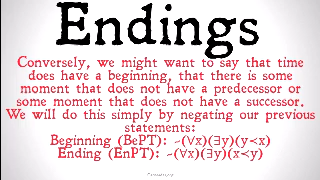 Endings
Conversely, we might want to say that time
does have a beginning, that there is some
moment that does not have a predecessor or
some moment that does not have a successor.
We will do this simply by negating our previous
statements:
Beginning (BePT): ~(∀x)(∃y)(y≺x)
Ending (EnPT): ~(∀x)(∃y)(x≺y)